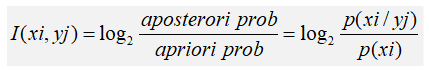 I(xi, yj) = log₂ aposterori prob / apriori prob = log₂ p(xi / yj) / p(xi)